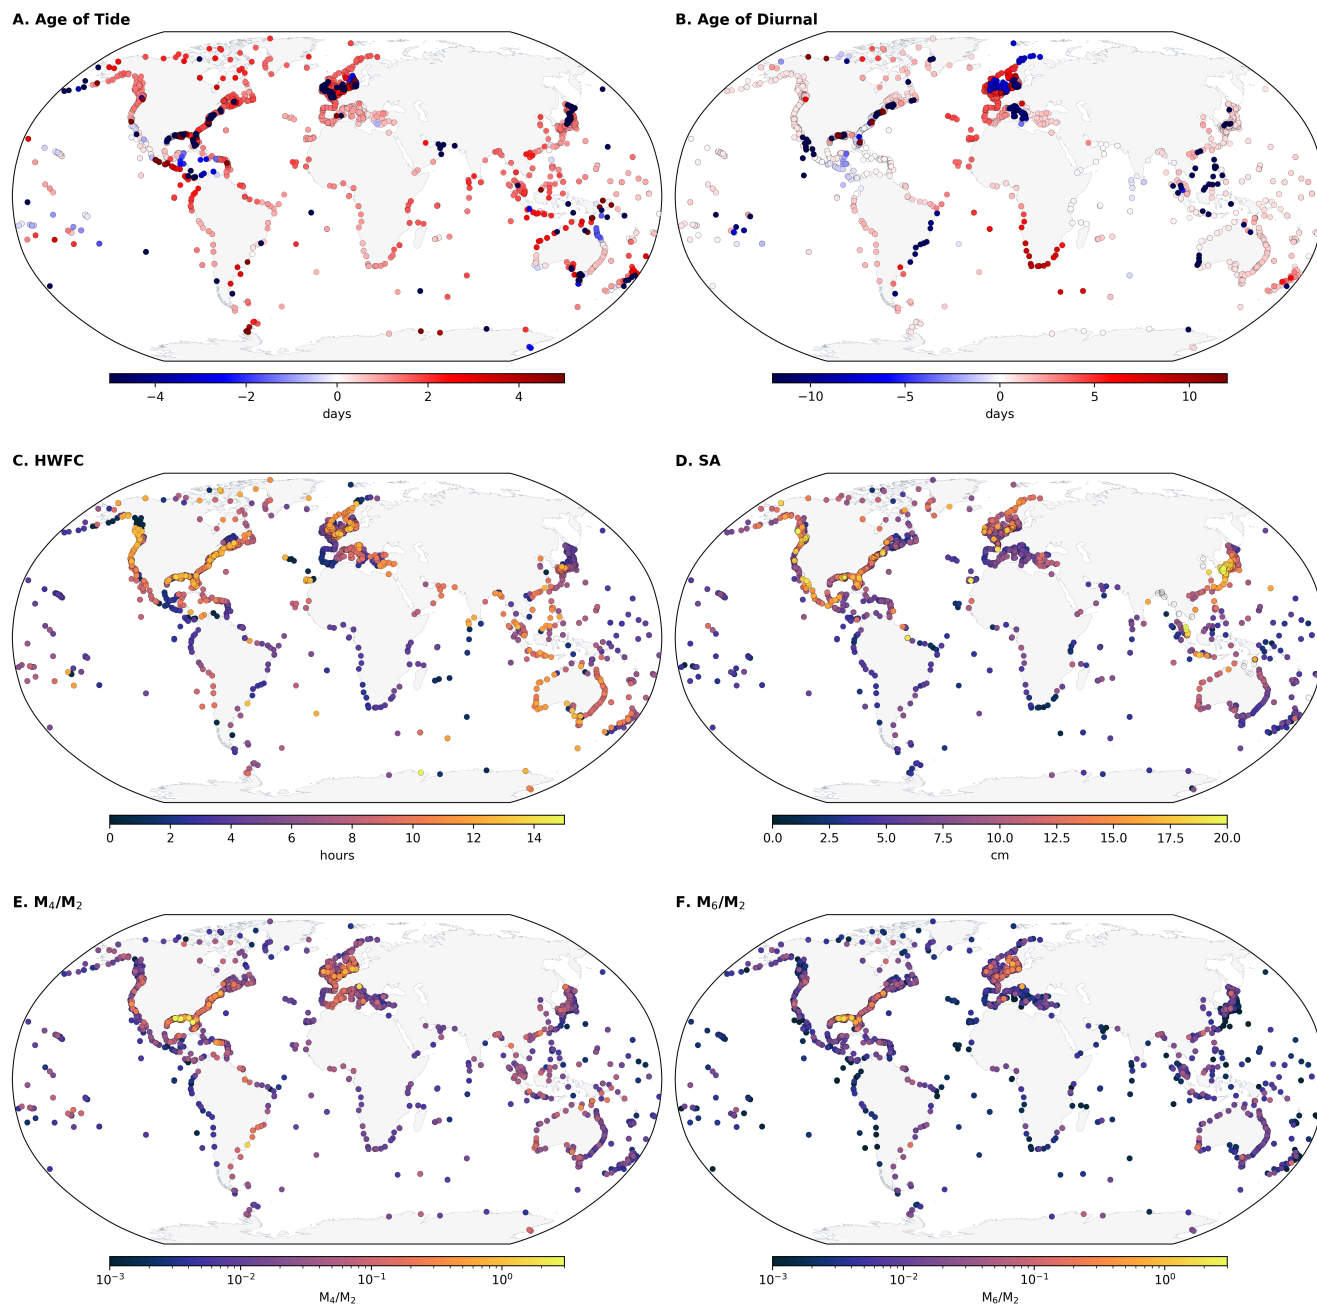 A. Age of Tide
B. Age of Diurnal
−4 −2 0 2 4
days
−10 −5 0 5 10
days
C. HWFC
D. SA
0 2 4 6 8 10 12 14
hours
0.0 2.5 5.0 7.5 10.0 12.5 15.0 17.5 20.0
cm
E. M₄/M₂
F. M₆/M₂
10⁻³ 10⁻² 10⁻¹ 10⁰
M₄/M₂
10⁻³ 10⁻² 10⁻¹ 10⁰
M₆/M₂